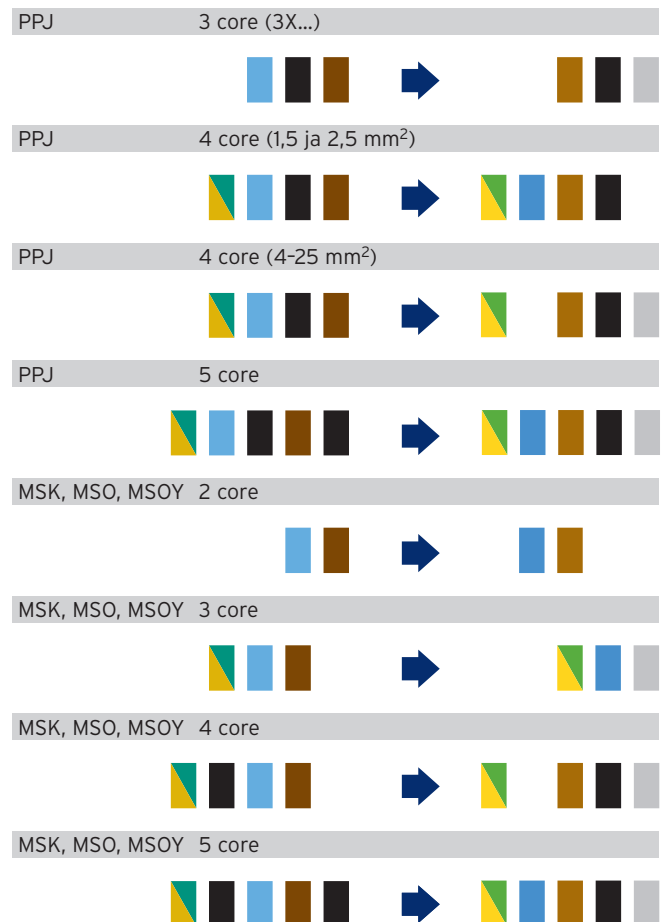 PPJ 3 core (3X...)
PPJ 4 core (1,5 ja 2,5 mm²)
PPJ 4 core (4-25 mm²)
PPJ 5 core
MSK, MSO, MSOY 2 core
MSK, MSO, MSOY 3 core
MSK, MSO, MSOY 4 core
MSK, MSO, MSOY 5 core